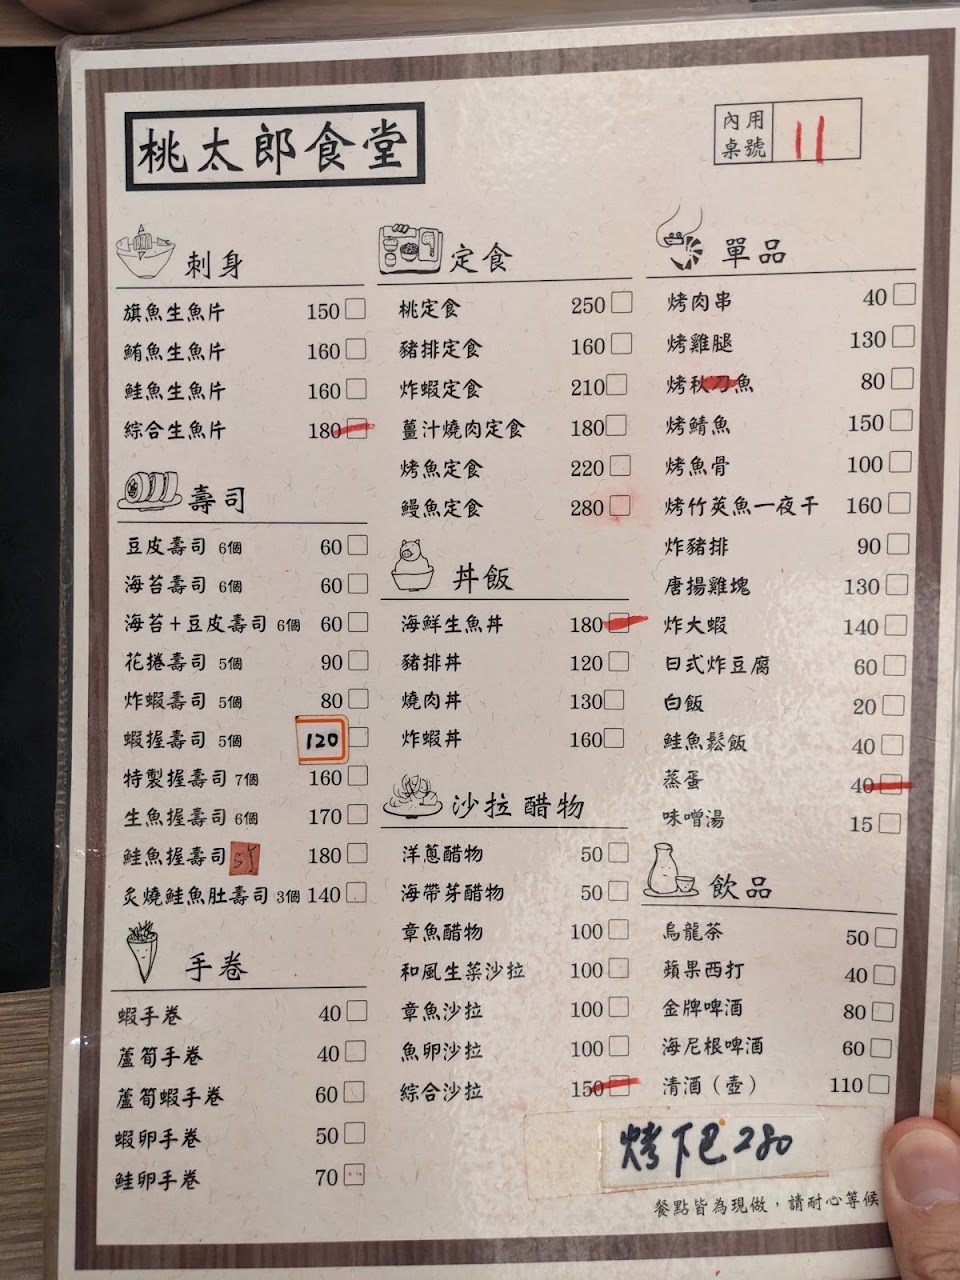 桃太郎食堂
內用桌號 11
刺身
旗魚生魚片 150
鮪魚生魚片 160
鮭魚生魚片 160
綜合生魚片 180
壽司
豆皮壽司 6個 60
海苔壽司 6個 60
海苔+豆皮壽司 6個 60
花捲壽司 5個 90
炸蝦壽司 5個 80
蝦握壽司 5個 120
特製握壽司 7個 160
生魚握壽司 6個 170
鮭魚握壽司 5个 180
炙燒鮭魚肚壽司 3個 140
手卷
蝦手卷 40
蘆筍手卷 40
蘆筍蝦手卷 60
蝦卵手卷 50
鮭卵手卷 70
定食
桃定食 250
豬排定食 160
炸蝦定食 210
薑汁燒肉定食 180
烤魚定食 220
鰻魚定食 280
丼飯
海鮮生魚丼 180
豬排丼 120
燒肉丼 130
炸蝦丼 160
沙拉醋物
洋蔥醋物 50
海帶芽醋物 50
章魚醋物 100
和風生菜沙拉 100
章魚沙拉 100
魚卵沙拉 100
綜合沙拉 150
單品
烤肉串 40
烤雞腿 130
烤秋刀魚 80
烤鯖魚 150
烤魚骨 100
烤竹莢魚一夜干 160
炸豬排 90
唐揚雞塊 130
炸大蝦 140
日式炸豆腐 60
白飯 20
鮭魚鬆飯 40
蒸蛋 40
味噌湯 15
飲品
烏龍茶 50
蘋果西打 40
金牌啤酒 80
海尼根啤酒 60
清酒（壺） 110
烤下巴 280
餐點皆為現做，請耐心等候